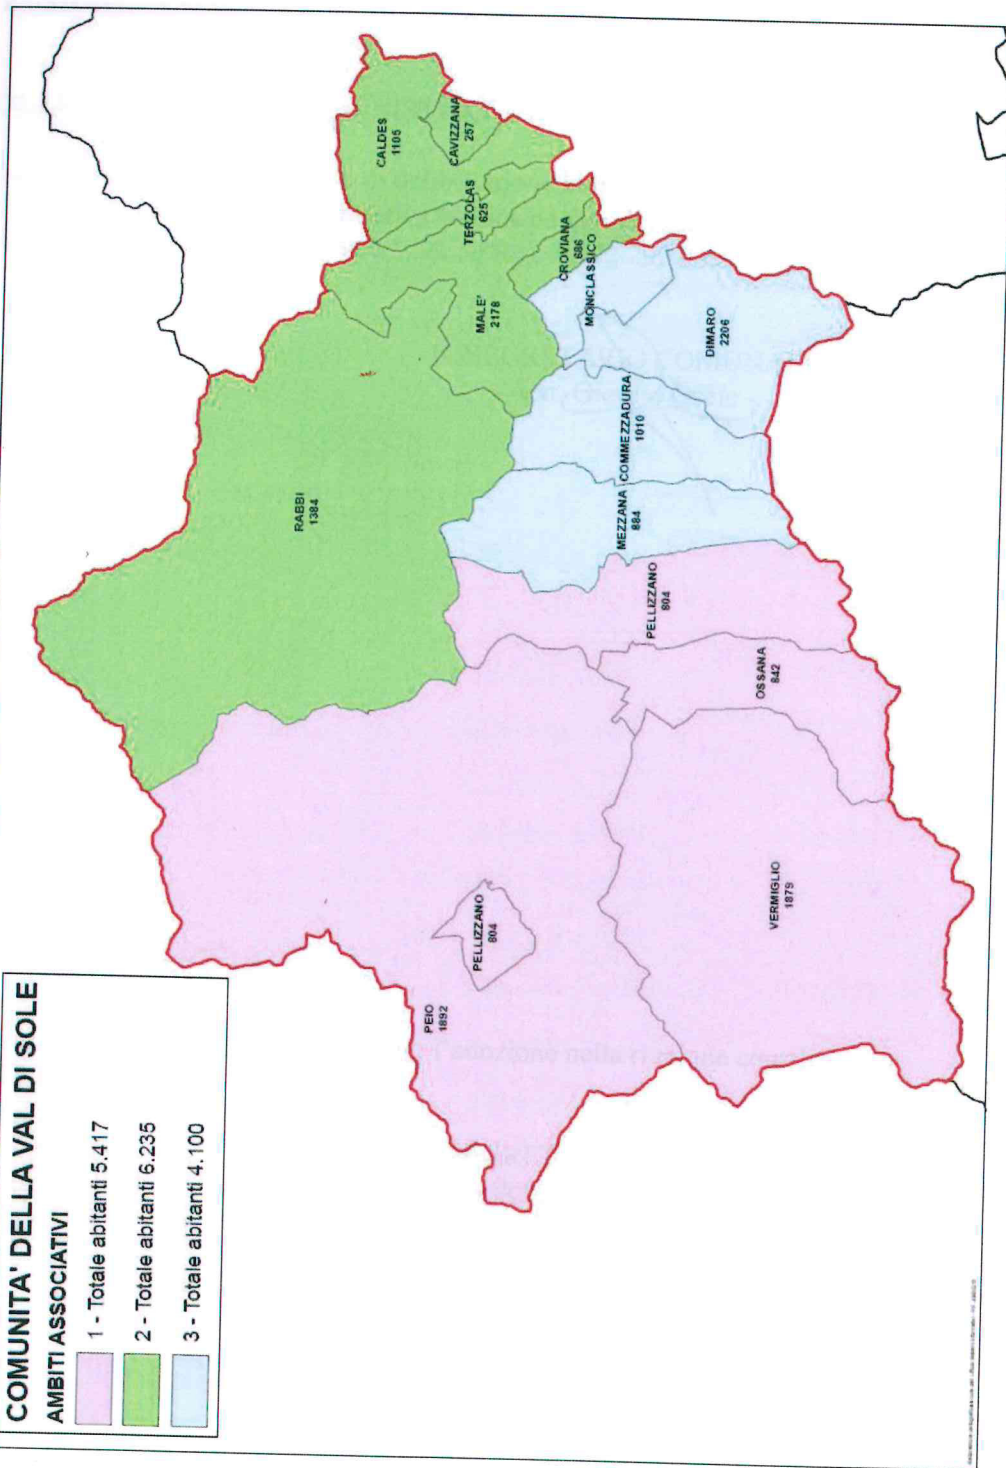 COMUNITA' DELLA VAL DI SOLE
AMBITI ASSOCIATIVI
1 - Totale abitanti 5.417
2 - Totale abitanti 6.235
3 - Totale abitanti 4.100
RABBI
1384
CALDES
1105
CAVIZZANA
257
TERZOLAS
625
MALE'
2178
CROVIANA
686
MONCLASSICO
DIMARO
2206
COMMEZZADURA
1010
MEZZANA
884
PELLIZZANO
804
OSSANA
842
PEIO
1892
PELLIZZANO
804
VERMIGLIO
1879